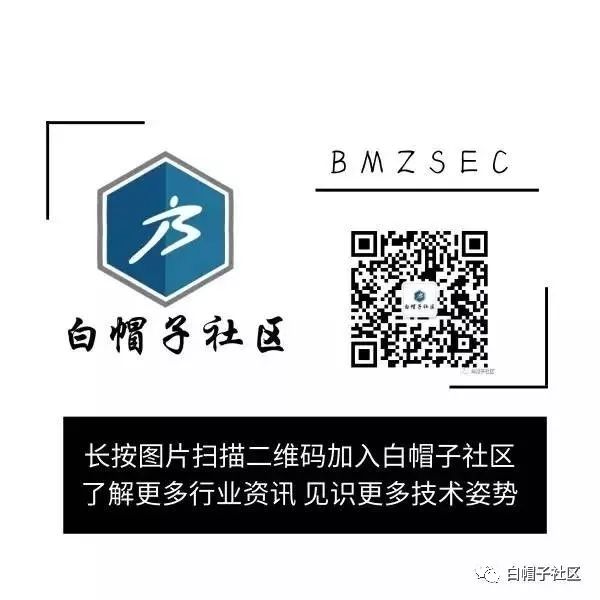 BMZSEC
白帽子社区
长按图片扫描二维码加入白帽子社区
了解更多行业资讯 见识更多技术姿势
白帽子社区